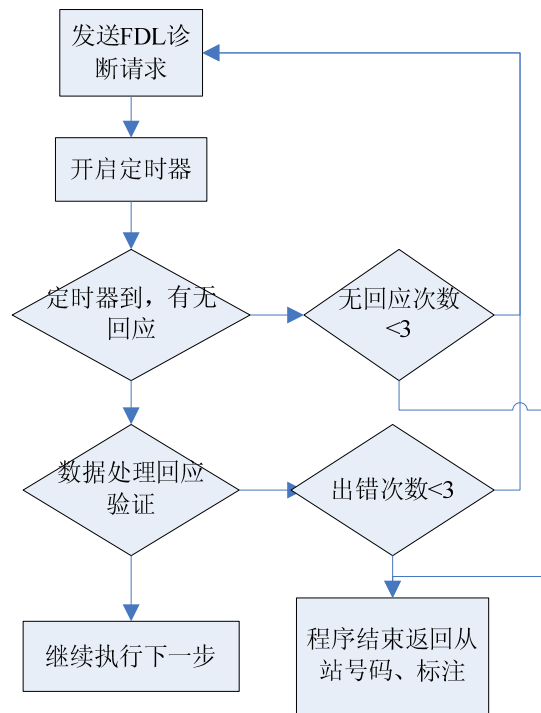 发送FDL诊
断请求
开启定时器
定时器到，有无
回应
无回应次数
<3
数据处理回应
验证
出错次数<3
继续执行下一步
程序结束返回从
站号码、标注